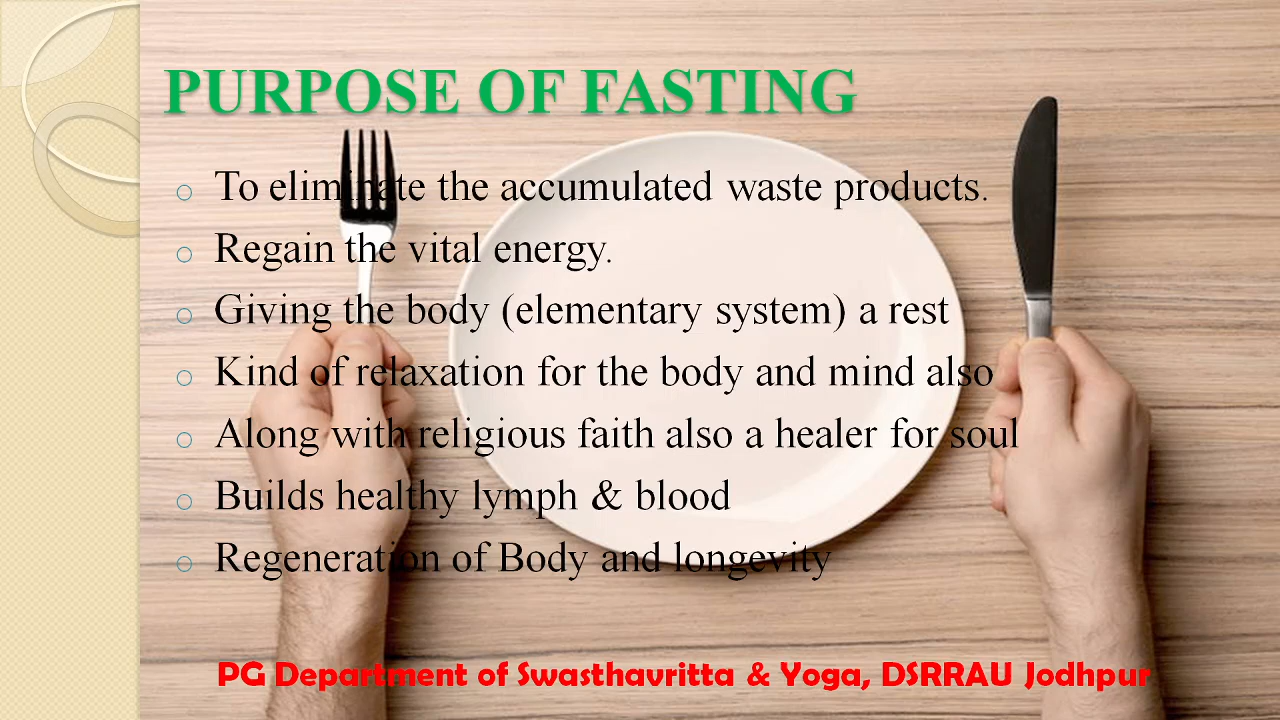 PURPOSE OF FASTING
To eliminate the accumulated waste products.
Regain the vital energy.
Giving the body (elementary system) a rest
Kind of relaxation for the body and mind also
Along with religious faith also a healer for soul
Builds healthy lymph & blood
Regeneration of Body and longevity
PG Department of Swasthavritta & Yoga, DSRRAU Jodhpur